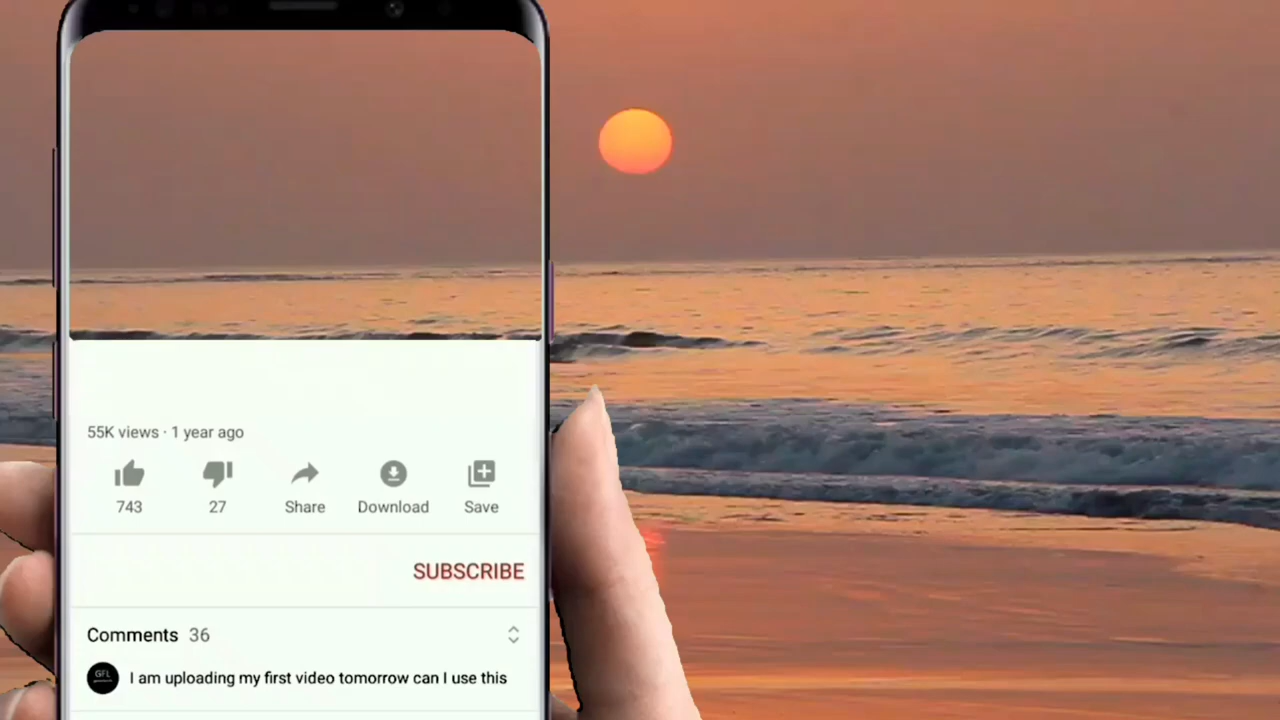 55K views · 1 year ago
743
27
Share
Download
Save
SUBSCRIBE
Comments 36
GFL
I am uploading my first video tomorrow can I use this